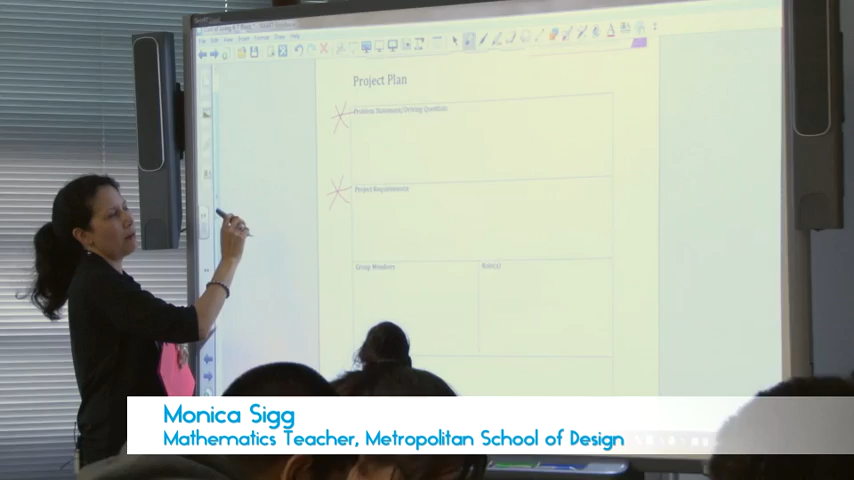 Project Plan
Problem Statement/Driving Question
Project Requirements
Group Members
Role(s)
Monica Sigg
Mathematics Teacher, Metropolitan School of Design